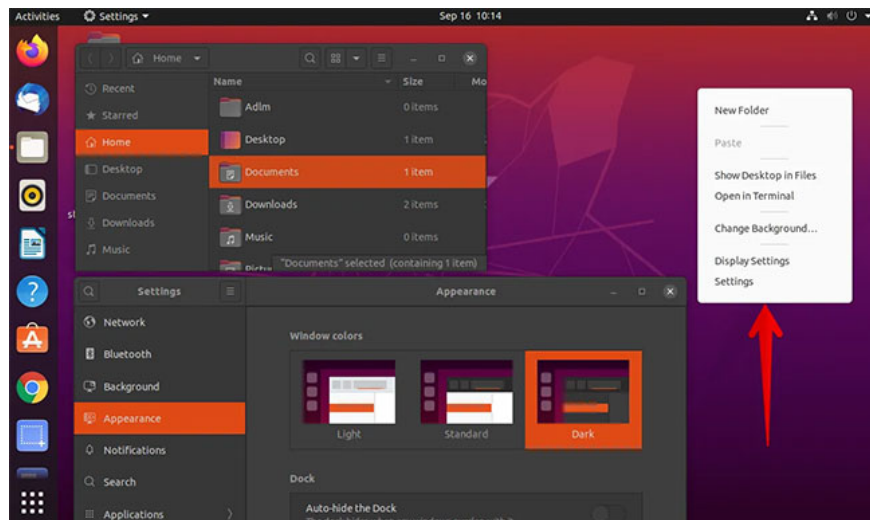 Activities
Settings
Sep 16 10:14
Home
Name
Size
Mo
Recent
Starred
Home
Desktop
Documents
Downloads
Music
Adlm
0 items
Desktop
1 item
Documents
1 item
Downloads
2 items
Music
0 items
"Documents" selected (containing 1 item)
New Folder
Paste
Show Desktop in Files
Open in Terminal
Change Background...
Display Settings
Settings
Settings
Appearance
Network
Bluetooth
Background
Appearance
Notifications
Search
Applications
Window colors
Light
Standard
Dark
Dock
Auto-hide the Dock